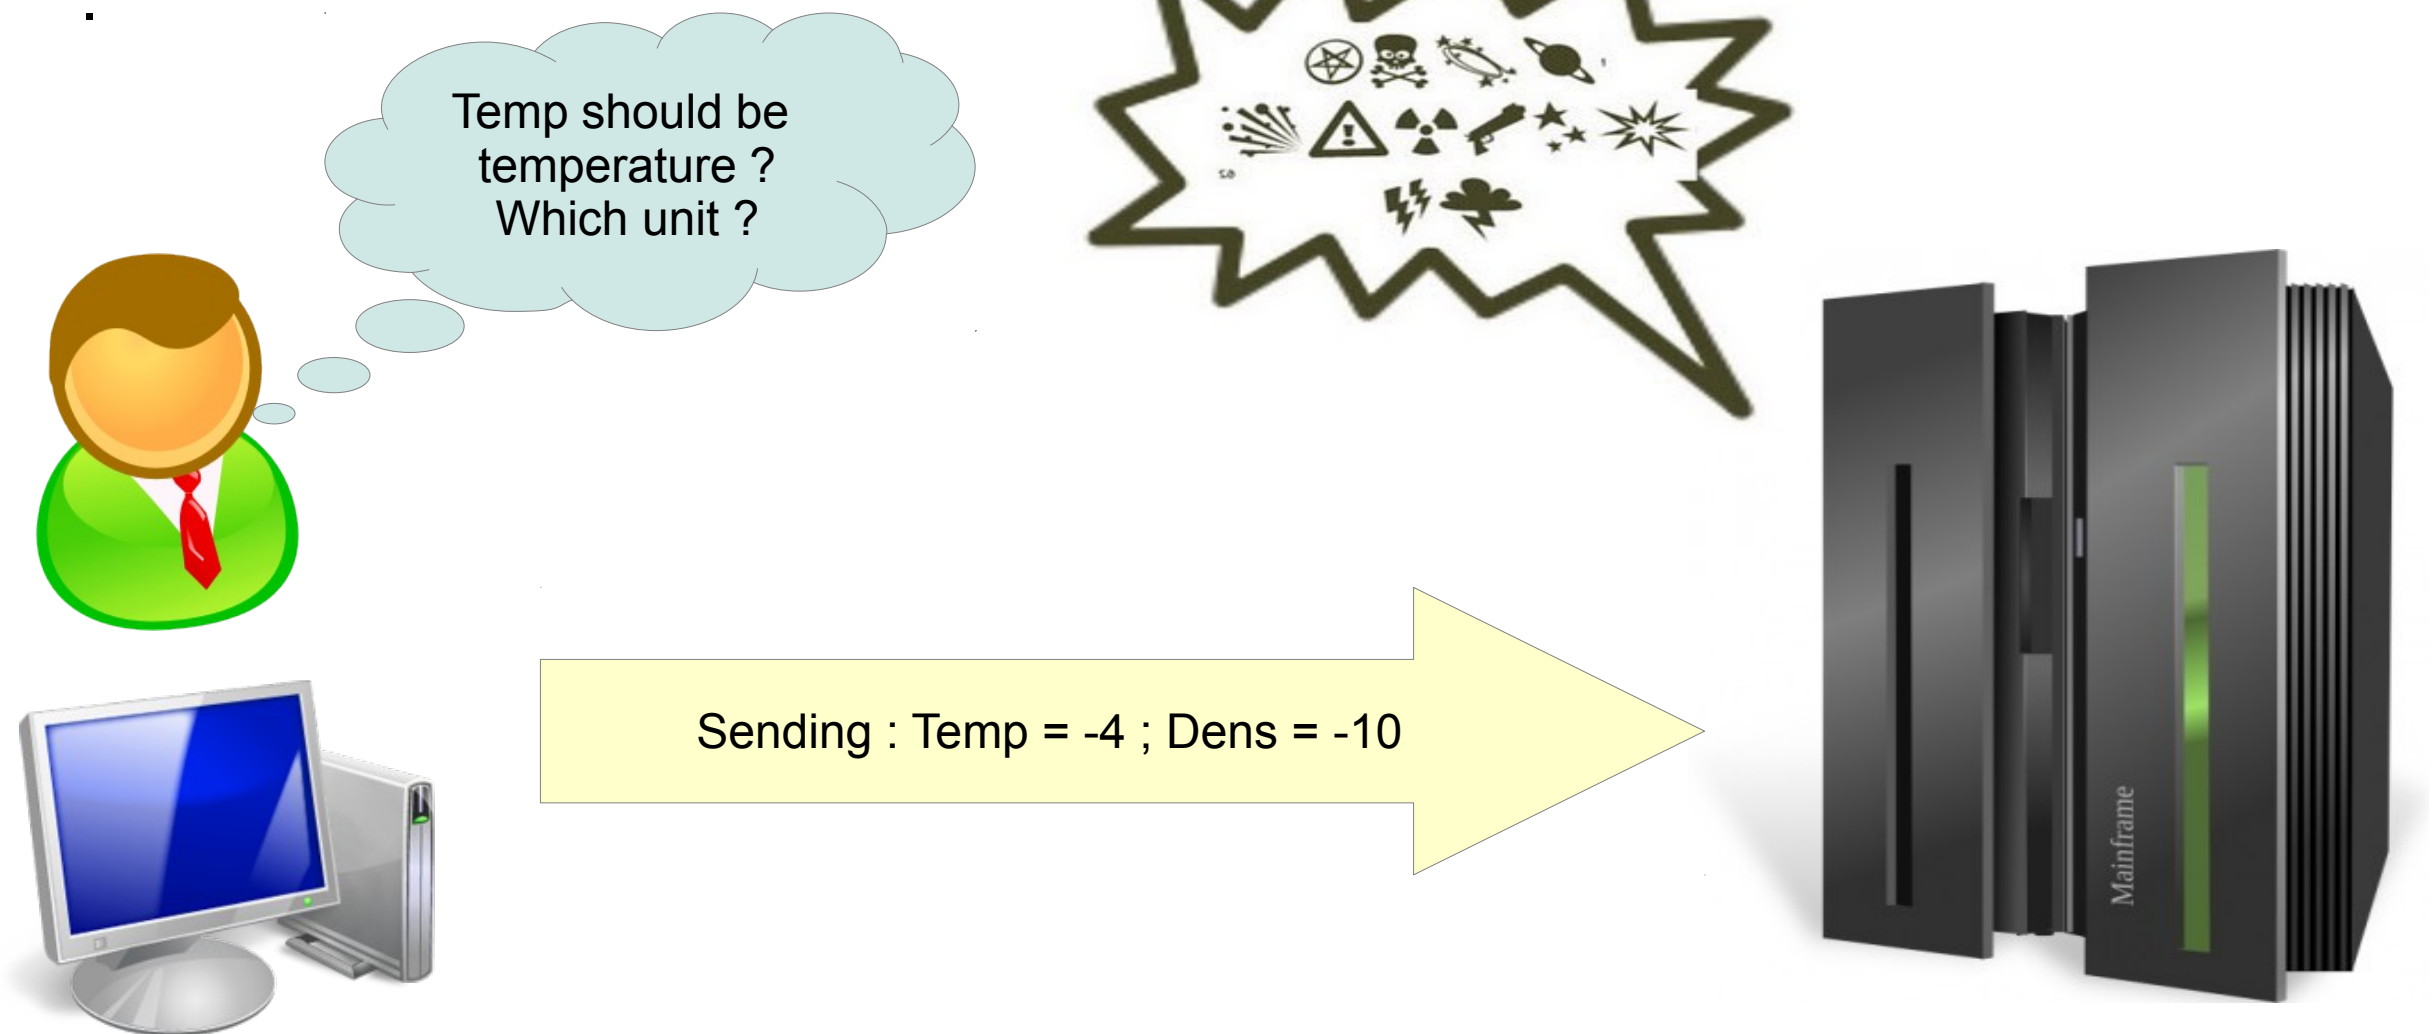 Temp should be
temperature ?
Which unit ?
Sending : Temp = -4 ; Dens = -10
Mainframe